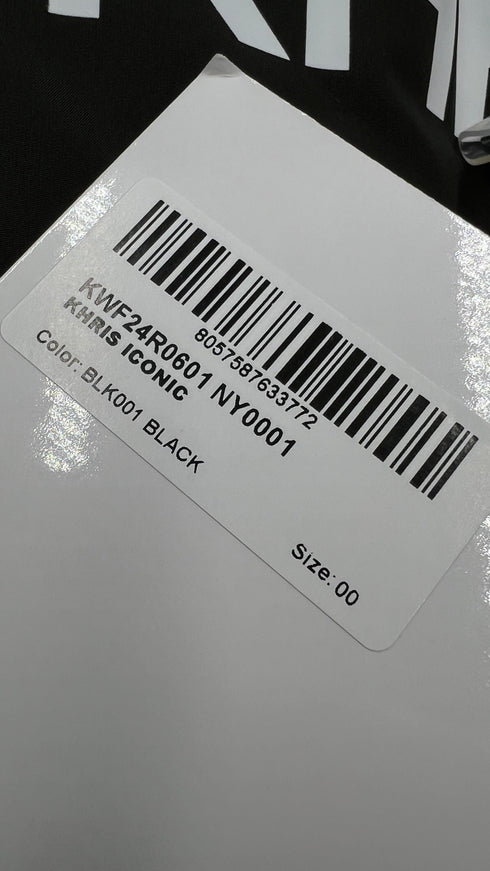 8057587633772
KWF24R0601 NY0001
KHRIS ICONIC
Color: BLK001 BLACK
Size: 00